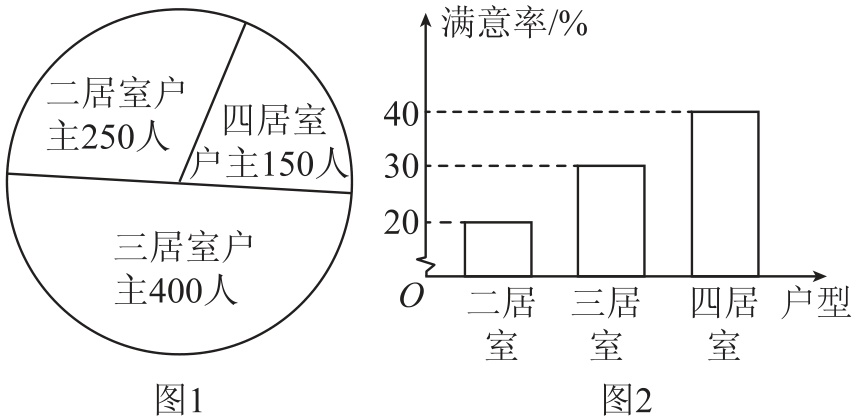 二居室户
主250人
四居室
户主150人
三居室户
主400人
图1
满意率/%
40
30
20
O
二居
室
三居
室
四居
室
户型
图2